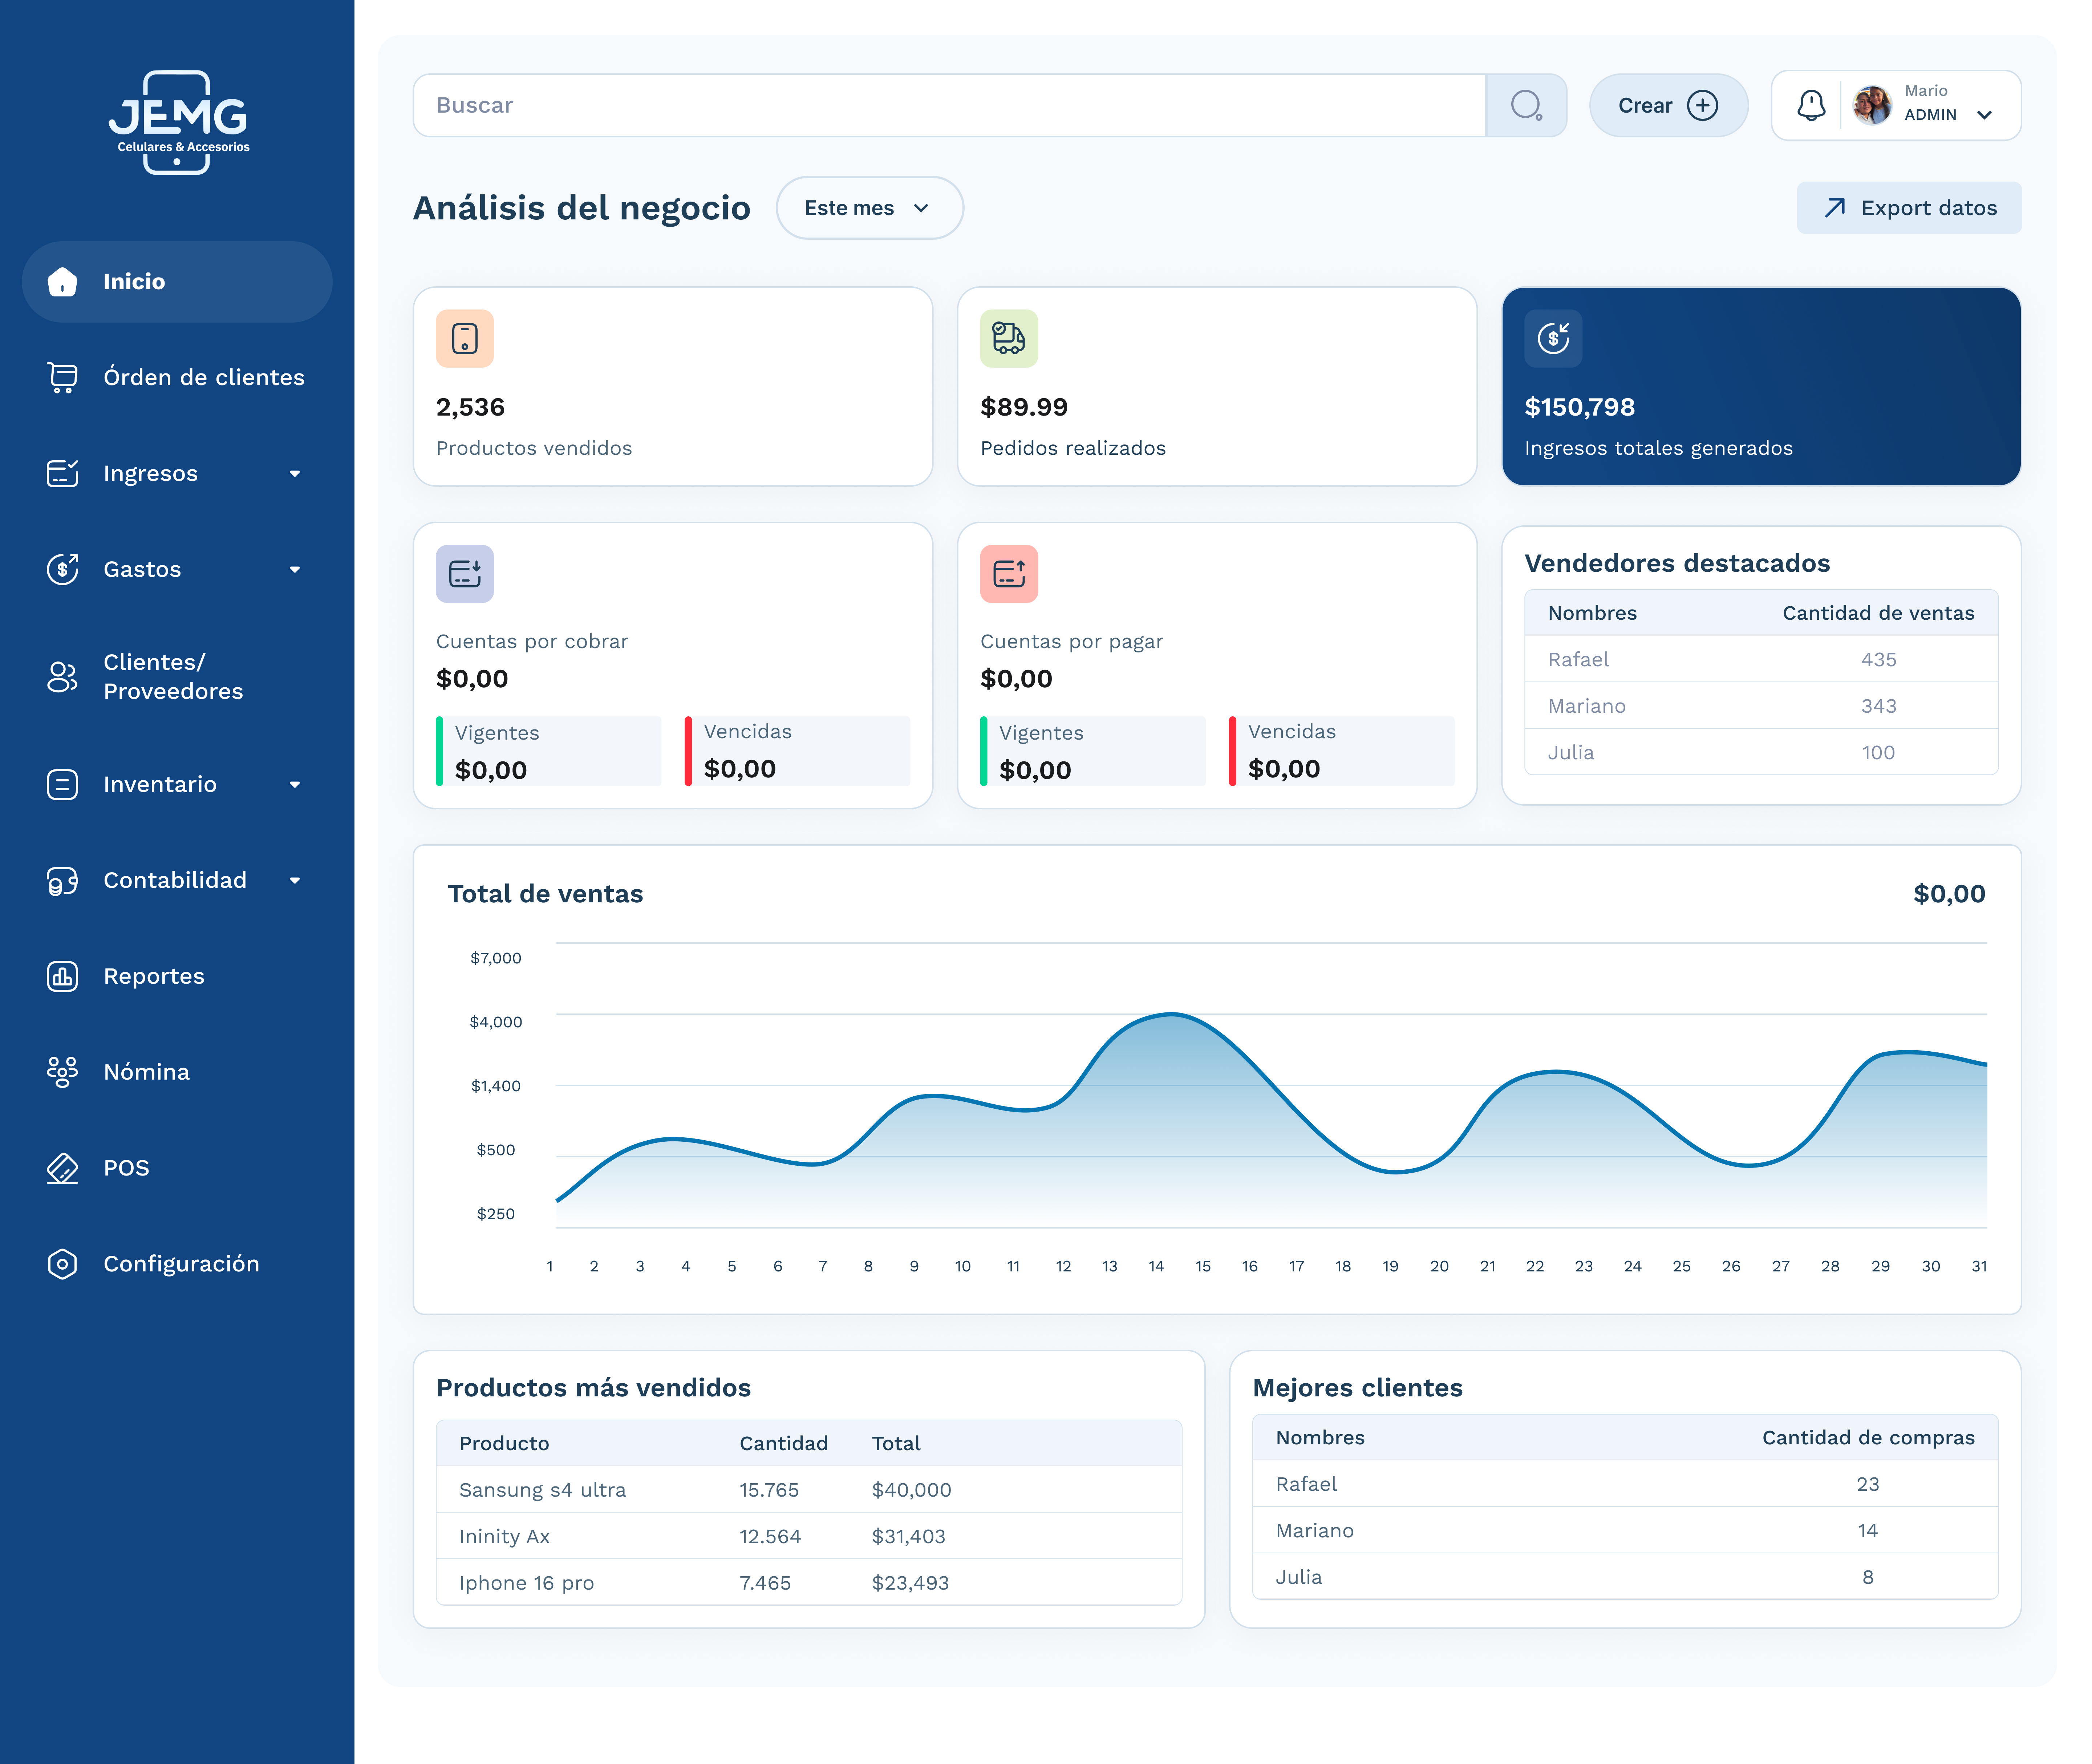 JEMG
Celulares & Accesorios
Inicio
Órden de clientes
Ingresos
Gastos
Clientes/
Proveedores
Inventario
Contabilidad
Reportes
Nómina
POS
Configuración
Buscar
Crear
Mario
ADMIN
Análisis del negocio
Este mes
Export datos
2,536
Productos vendidos
$89.99
Pedidos realizados
$150,798
Ingresos totales generados
Cuentas por cobrar
$0,00
Vigentes
$0,00
Vencidas
$0,00
Cuentas por pagar
$0,00
Vigentes
$0,00
Vencidas
$0,00
Vendedores destacados
Nombres Cantidad de ventas
Rafael 435
Mariano 343
Julia 100
Total de ventas $0,00
$7,000
$4,000
$1,400
$500
$250
1 2 3 4 5 6 7 8 9 10 11 12 13 14 15 16 17 18 19 20 21 22 23 24 25 26 27 28 29 30 31
Productos más vendidos
Producto Cantidad Total
Sansung s4 ultra 15.765 $40,000
Ininity Ax 12.564 $31,403
Iphone 16 pro 7.465 $23,493
Mejores clientes
Nombres Cantidad de compras
Rafael 23
Mariano 14
Julia 8